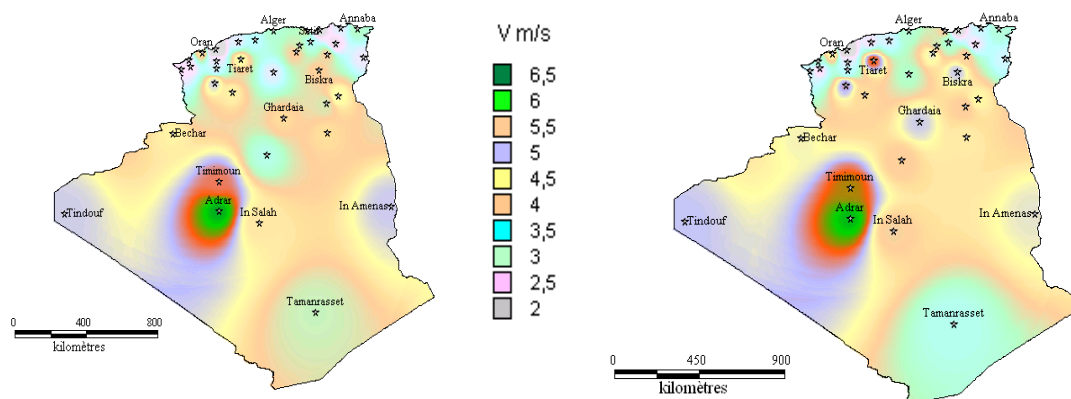 Alger
Annaba
Setif
Oran
Tiaret
Biskra
Ghardaia
Bechar
Timimoun
Adrar
In Salah
Tindouf
In Amenas
Tamanrasset
0 400 800
kilomètres
V m/s
6,5
6
5,5
5
4,5
4
3,5
3
2,5
2
Alger
Annaba
Oran
Tiaret
Biskra
Ghardaia
Bechar
Timimoun
Adrar
In Salah
Tindouf
In Amenas
Tamanrasset
0 450 900
kilomètres